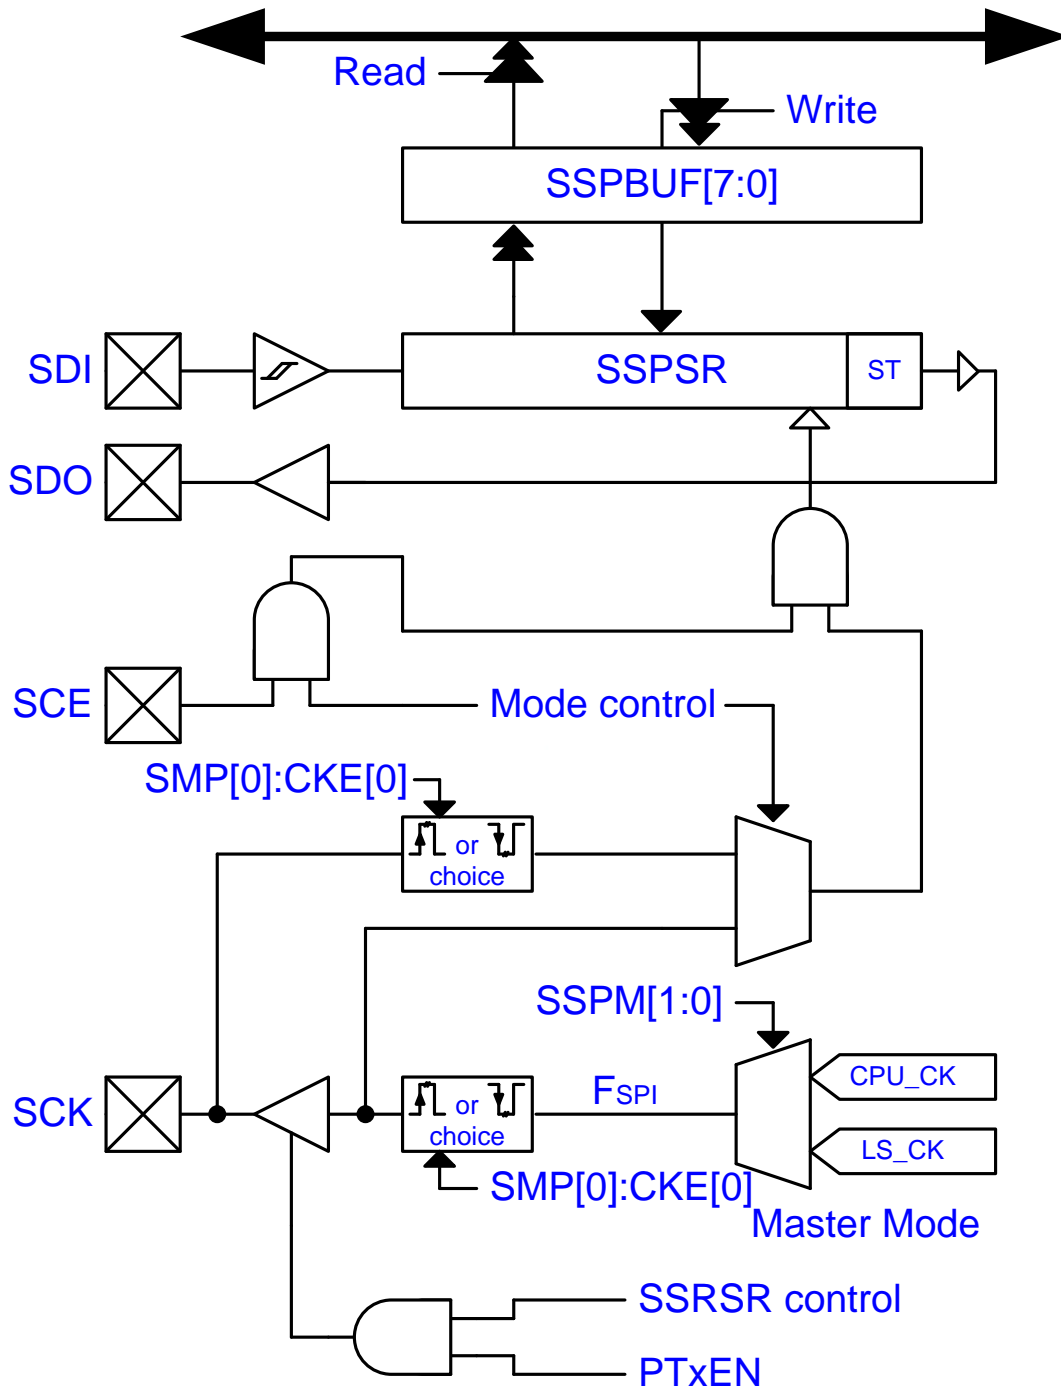 Read
Write
SSPBUF[7:0]
SDI
SSPSR
ST
SDO
SCE
Mode control
SMP[0]:CKE[0]
or
choice
SSPM[1:0]
SCK
or
choice
FSPI
CPU_CK
LS_CK
SMP[0]:CKE[0]
Master Mode
SSRSR control
PTxEN